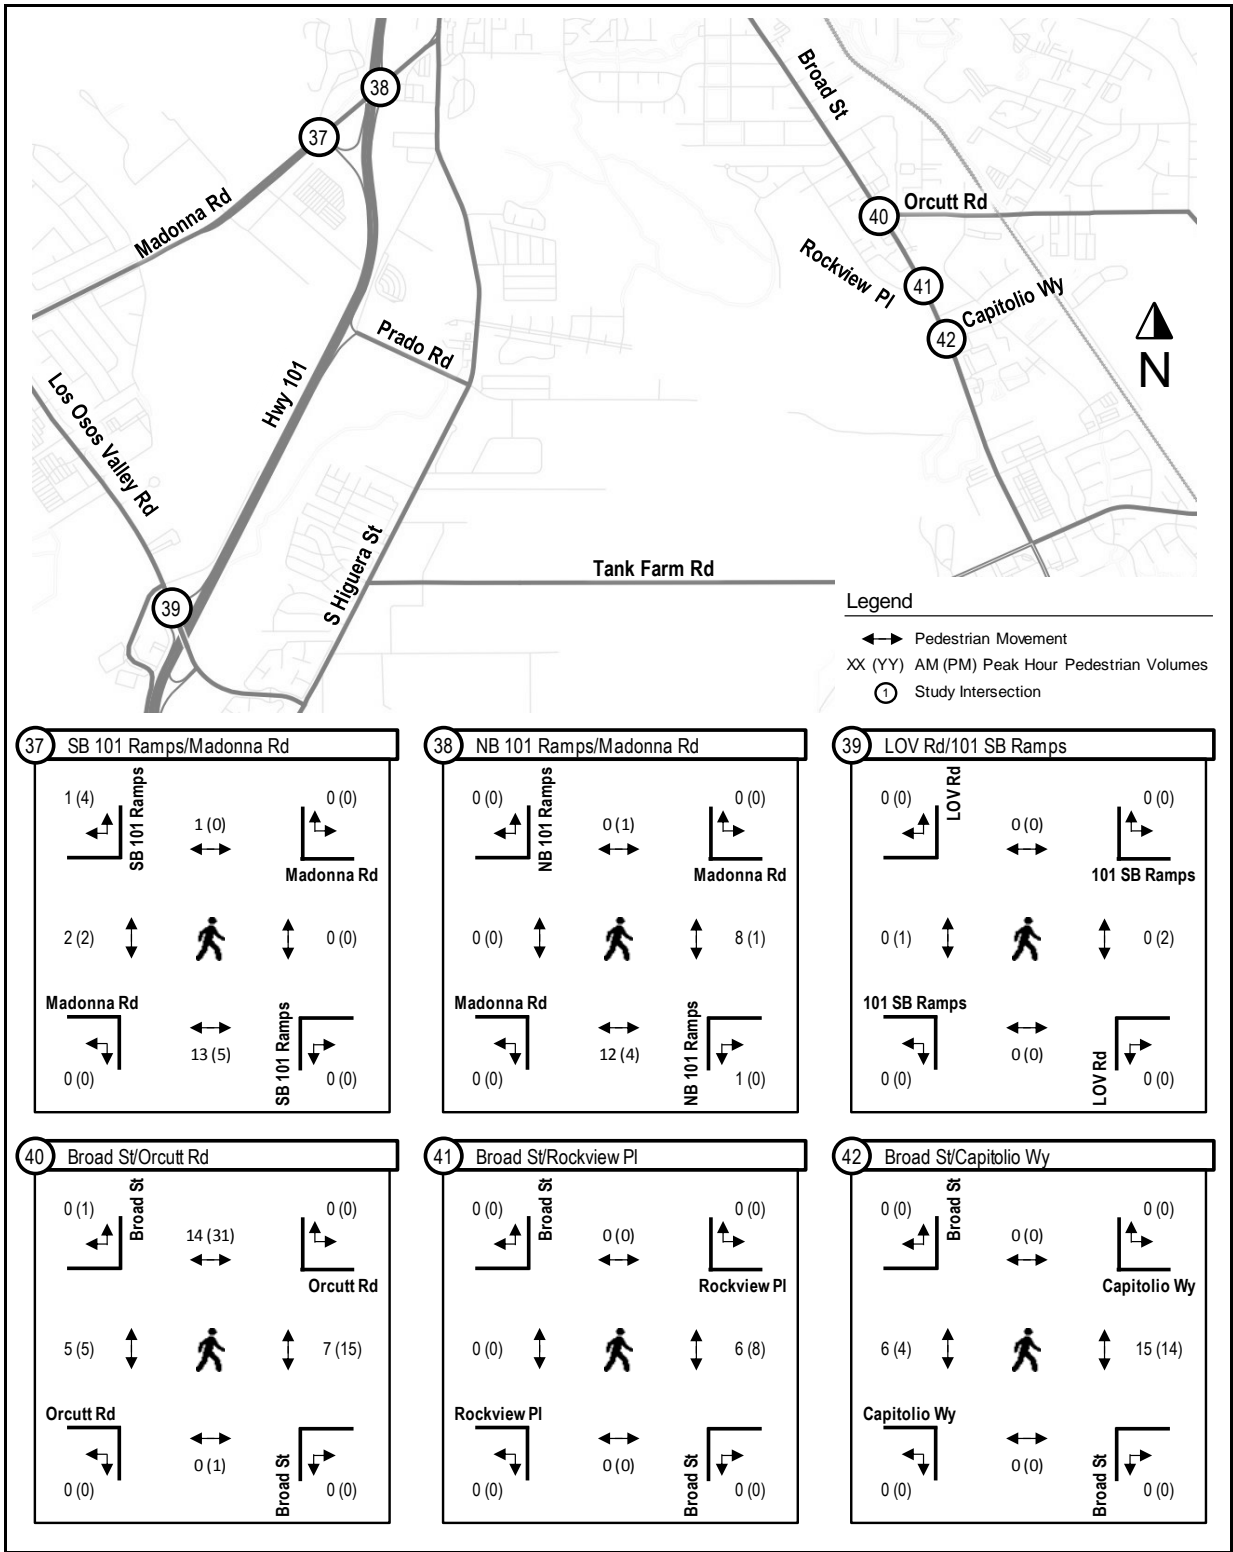 38
37
Madonna Rd
Broad St
Orcutt Rd
40
Rockview Pl
41
Capitolio Wy
42
N
Prado Rd
Hwy 101
Los Osos Valley Rd
S Higuera St
Tank Farm Rd
39
Legend
Pedestrian Movement
XX (YY) AM (PM) Peak Hour Pedestrian Volumes
1 Study Intersection
37 SB 101 Ramps/Madonna Rd
1 (4)
SB 101 Ramps
1 (0)
0 (0)
Madonna Rd
2 (2)
0 (0)
Madonna Rd
13 (5)
SB 101 Ramps
0 (0)
0 (0)
38 NB 101 Ramps/Madonna Rd
0 (0)
NB 101 Ramps
0 (1)
0 (0)
Madonna Rd
0 (0)
8 (1)
Madonna Rd
12 (4)
NB 101 Ramps
0 (0)
1 (0)
39 LOV Rd/101 SB Ramps
0 (0)
LOV Rd
0 (0)
0 (0)
101 SB Ramps
0 (1)
0 (2)
101 SB Ramps
0 (0)
LOV Rd
0 (0)
0 (0)
40 Broad St/Orcutt Rd
0 (1)
Broad St
14 (31)
0 (0)
Orcutt Rd
5 (5)
7 (15)
Orcutt Rd
0 (1)
Broad St
0 (0)
0 (0)
41 Broad St/Rockview Pl
0 (0)
Broad St
0 (0)
0 (0)
Rockview Pl
0 (0)
6 (8)
Rockview Pl
0 (0)
Broad St
0 (0)
0 (0)
42 Broad St/Capitolio Wy
0 (0)
Broad St
0 (0)
0 (0)
Capitolio Wy
6 (4)
15 (14)
Capitolio Wy
0 (0)
Broad St
0 (0)
0 (0)